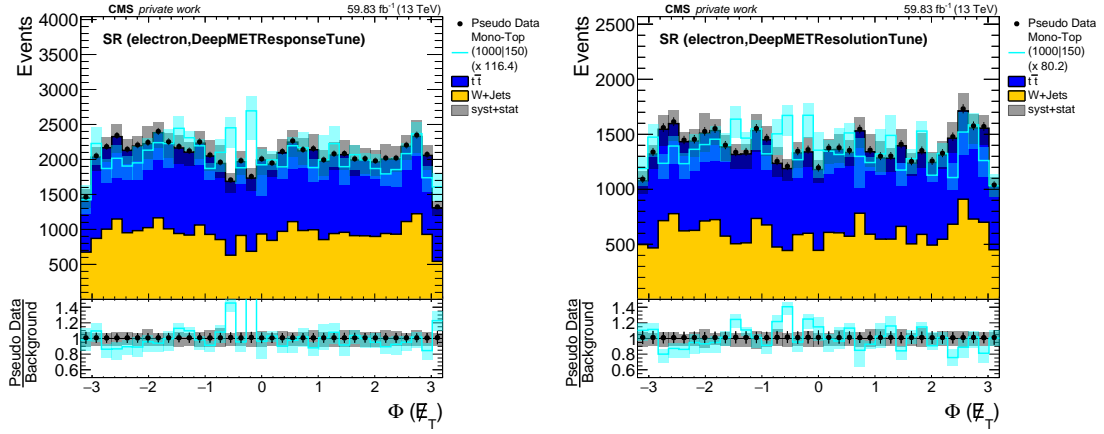 CMS private work 59.83 fb⁻¹ (13 TeV)
SR (electron,DeepMETResponseTune)
Events
4000
3500
3000
2500
2000
1500
1000
500
Pseudo Data
Mono-Top
(1000|150)
(x 116.4)
tt̅
W+Jets
syst+stat
Pseudo Data
Background
1.4
1.2
1
0.8
0.6
−3 −2 −1 0 1 2 3
Φ (E̸_T)
CMS private work 59.83 fb⁻¹ (13 TeV)
SR (electron,DeepMETResolutionTune)
Events
2500
2000
1500
1000
500
Pseudo Data
Mono-Top
(1000|150)
(x 80.2)
tt̅
W+Jets
syst+stat
Pseudo Data
Background
1.4
1.2
1
0.8
0.6
−3 −2 −1 0 1 2 3
Φ (E̸_T)